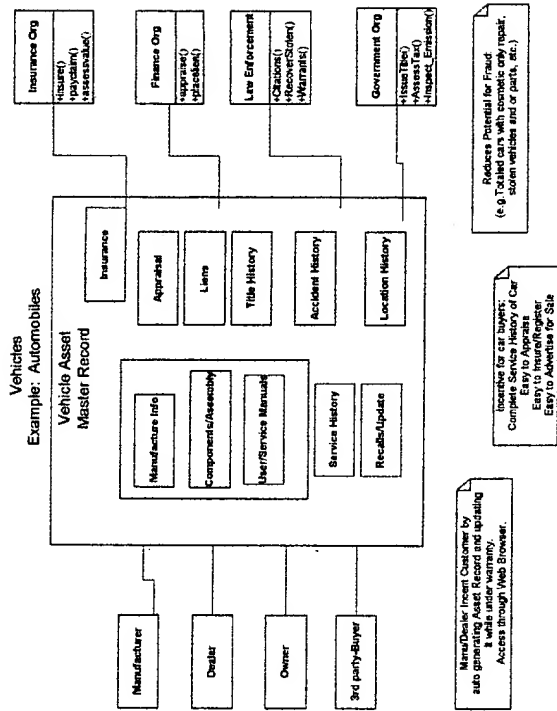 Vehicles
Example: Automobiles
Vehicle Asset
Master Record
Manufacturer
Dealer
Owner
3rd party-Buyer
Manufacture Info
Components/Assembly
User/Service Manuals
Service History
Recalls/Update
Insurance
Appraisal
Liens
Title History
Accident History
Location History
Insurance Org
+insure()
+payclaim()
+assessvalue()
Finance Org
+appraise()
+placelien()
Law Enforcement
+Citations()
+RecoverStolen()
+Warrants()
Government Org
+IssueTitle()
+AssessTax()
+Inspect_Emission()
Manu/Dealer Incent Customer by
auto generating Asset Record and updating
it while under warranty.
Access through Web Browser.
Incentive for car buyers:
Complete Service History of Car
Easy to Appraise
Easy to Insure/Register
Easy to Advertise for Sale
Reduces Potential for Fraud:
(e.g.Totaled cars with cosmetic only repair,
stolen vehicles and or parts, etc.)